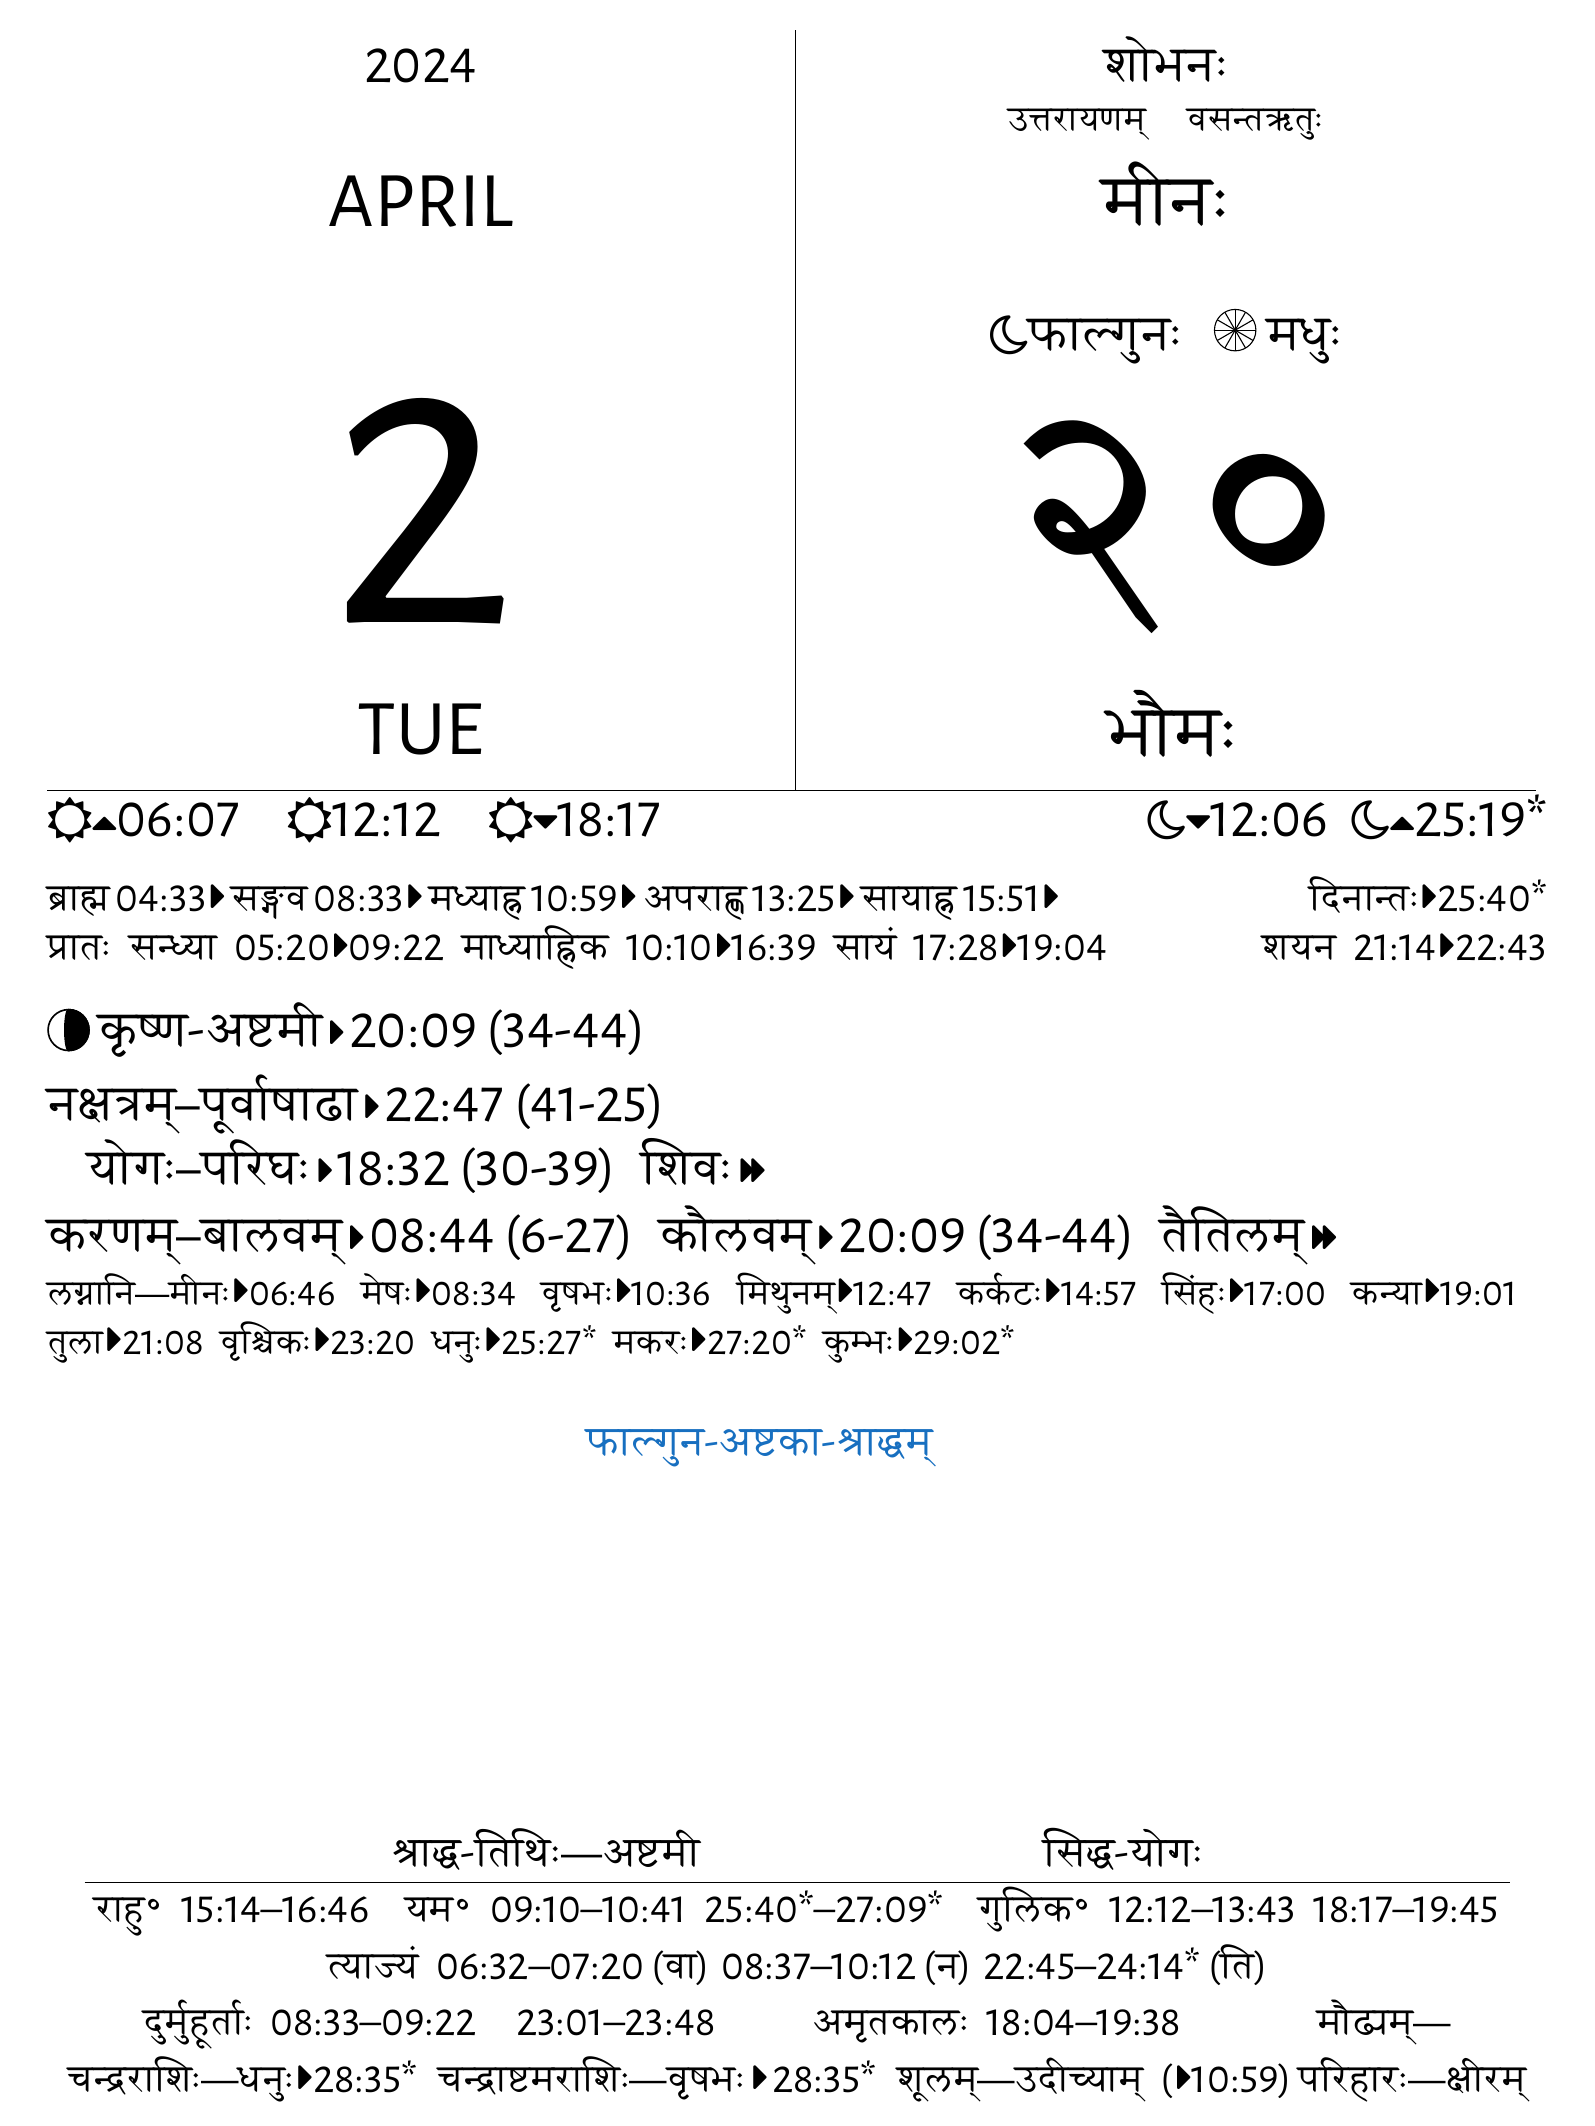 2024
APRIL
2
TUE
शोभनः
उत्तरायणम् वसन्तऋतुः
मीनः
फाल्गुनः मधुः
२०
भौमः
06:07 12:12 18:17 12:06 25:19*
ब्राह्म 04:33 सङ्गव 08:33 मध्याह्न 10:59 अपराह्ण 13:25 सायाह्न 15:51 दिनान्तः 25:40*
प्रातः सन्ध्या 05:20 09:22 माध्याह्निक 10:10 16:39 सायं 17:28 19:04 शयन 21:14 22:43
कृष्ण-अष्टमी 20:09 (34-44)
नक्षत्रम्–पूर्वाषाढा 22:47 (41-25)
योगः–परिघः 18:32 (30-39) शिवः
करणम्–बालवम् 08:44 (6-27) कौलवम् 20:09 (34-44) तैतिलम्
लग्नानि—मीनः 06:46 मेषः 08:34 वृषभः 10:36 मिथुनम् 12:47 कर्कटः 14:57 सिंहः 17:00 कन्या 19:01
तुला 21:08 वृश्चिकः 23:20 धनुः 25:27* मकरः 27:20* कुम्भः 29:02*
फाल्गुन-अष्टका-श्राद्धम्
श्राद्ध-तिथिः—अष्टमी सिद्ध-योगः
राहु॰ 15:14–16:46 यम॰ 09:10–10:41 25:40*–27:09* गुलिक॰ 12:12–13:43 18:17–19:45
त्याज्यं 06:32–07:20 (वा) 08:37–10:12 (न) 22:45–24:14* (ति)
दुर्मुहूर्ताः 08:33–09:22 23:01–23:48 अमृतकालः 18:04–19:38 मौढ्यम्—
चन्द्रराशिः—धनुः 28:35* चन्द्राष्टमराशिः—वृषभः 28:35* शूलम्—उदीच्याम् (10:59) परिहारः—क्षीरम्